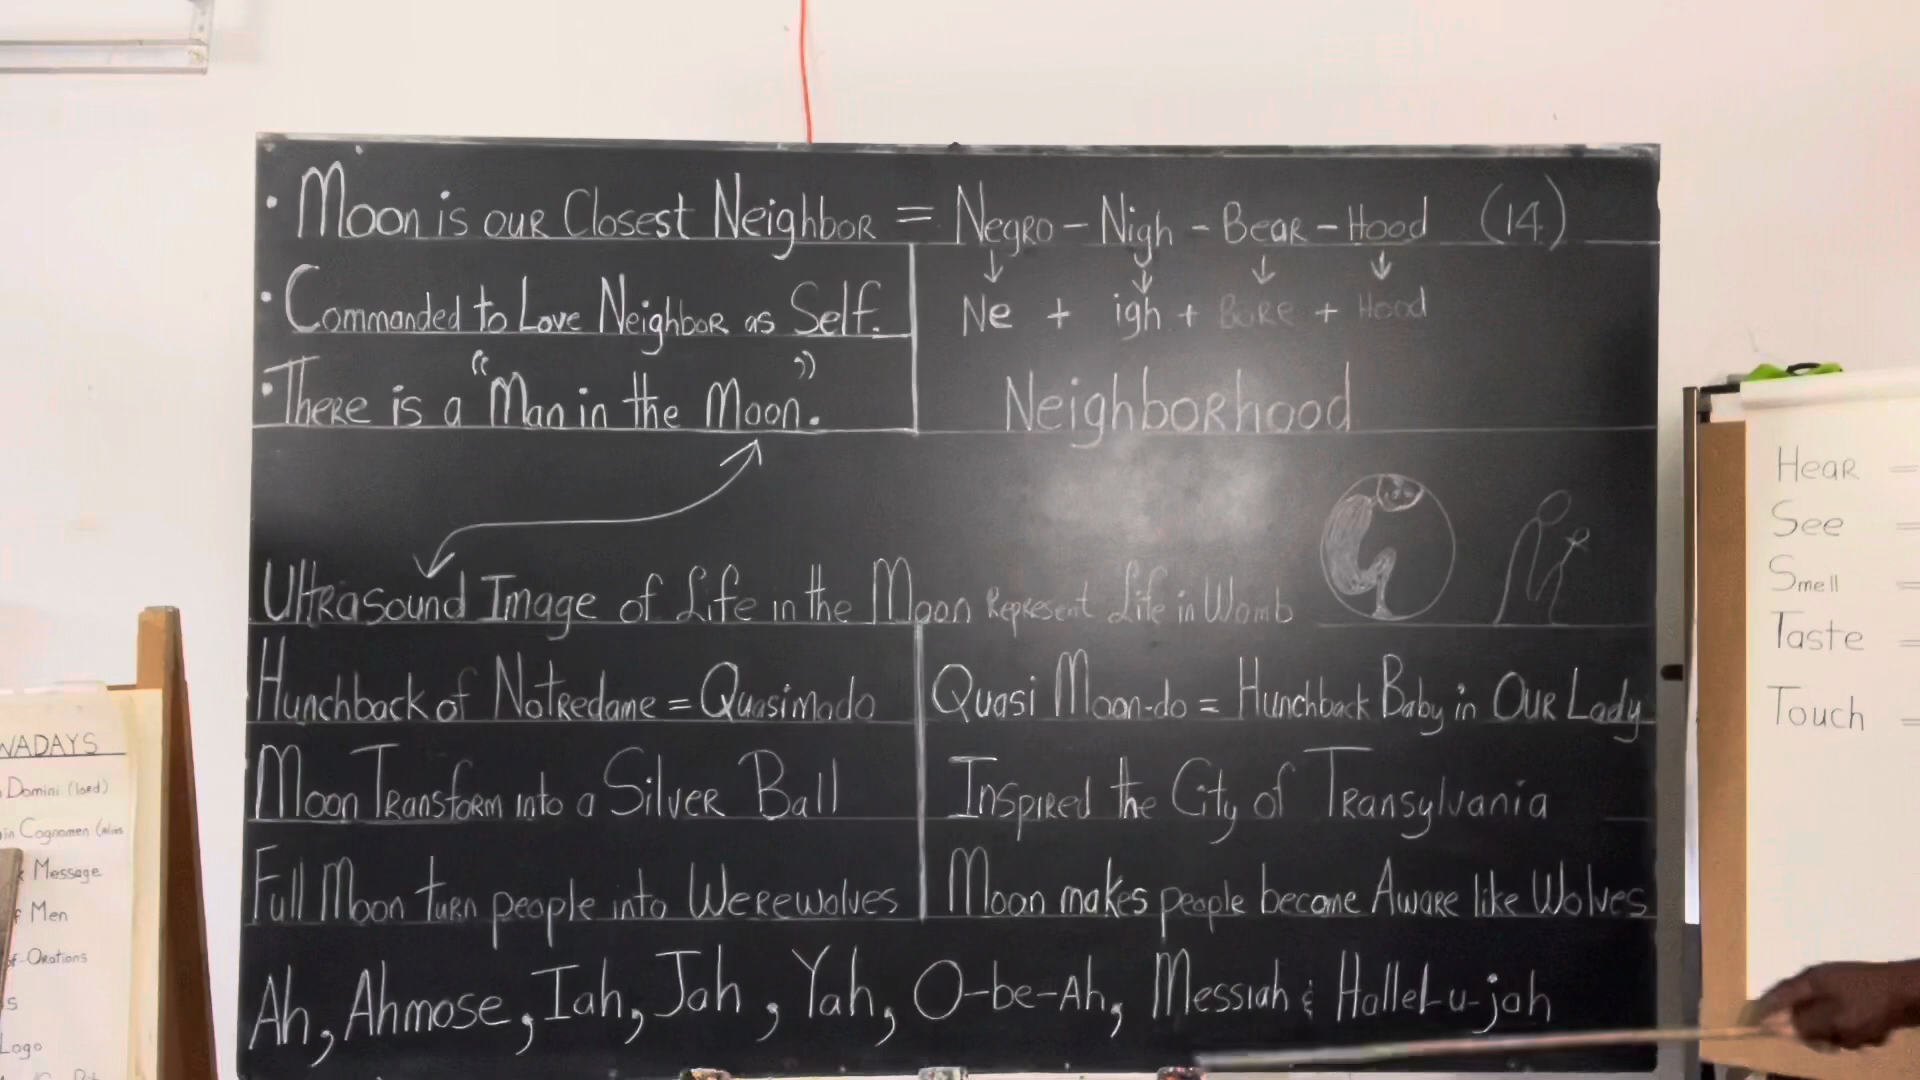 • Moon is our Closest Neighbor = Negro - Nigh - Bear - Hood (14.)
• Commanded to Love Neighbor as Self.
Ne + igh + Bore + Hood
• There is a "Man in the Moon."
Neighborhood
Ultrasound Image of Life in the Moon Represent Life in Womb
Hunchback of Notredame = Quasimodo
Quasi Moon-do = Hunchback Baby in Our Lady
Moon Transform into a Silver Ball
Inspired the City of Transylvania
Full Moon turn people into Werewolves
Moon makes people become Aware like Wolves
Ah, Ahmose, Iah, Jah, Yah, O-be-Ah, Messiah & Hallel-u-jah
WADAYS
Domini (lord)
in Cognomen (alias
Message
Men
of Orations
s
Logo
Hear =
See =
Smell =
Taste =
Touch =